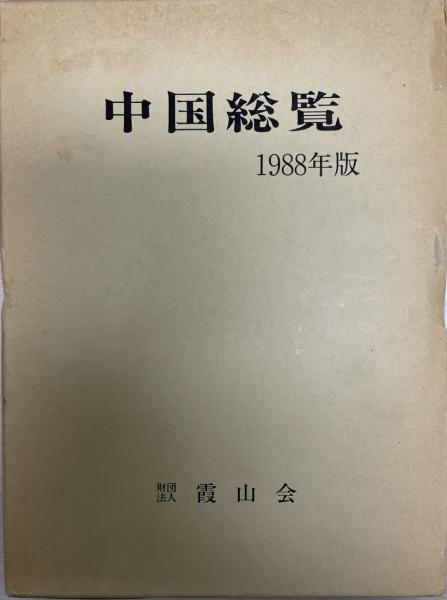 中国総覧
1988年版
財団法人 霞山会